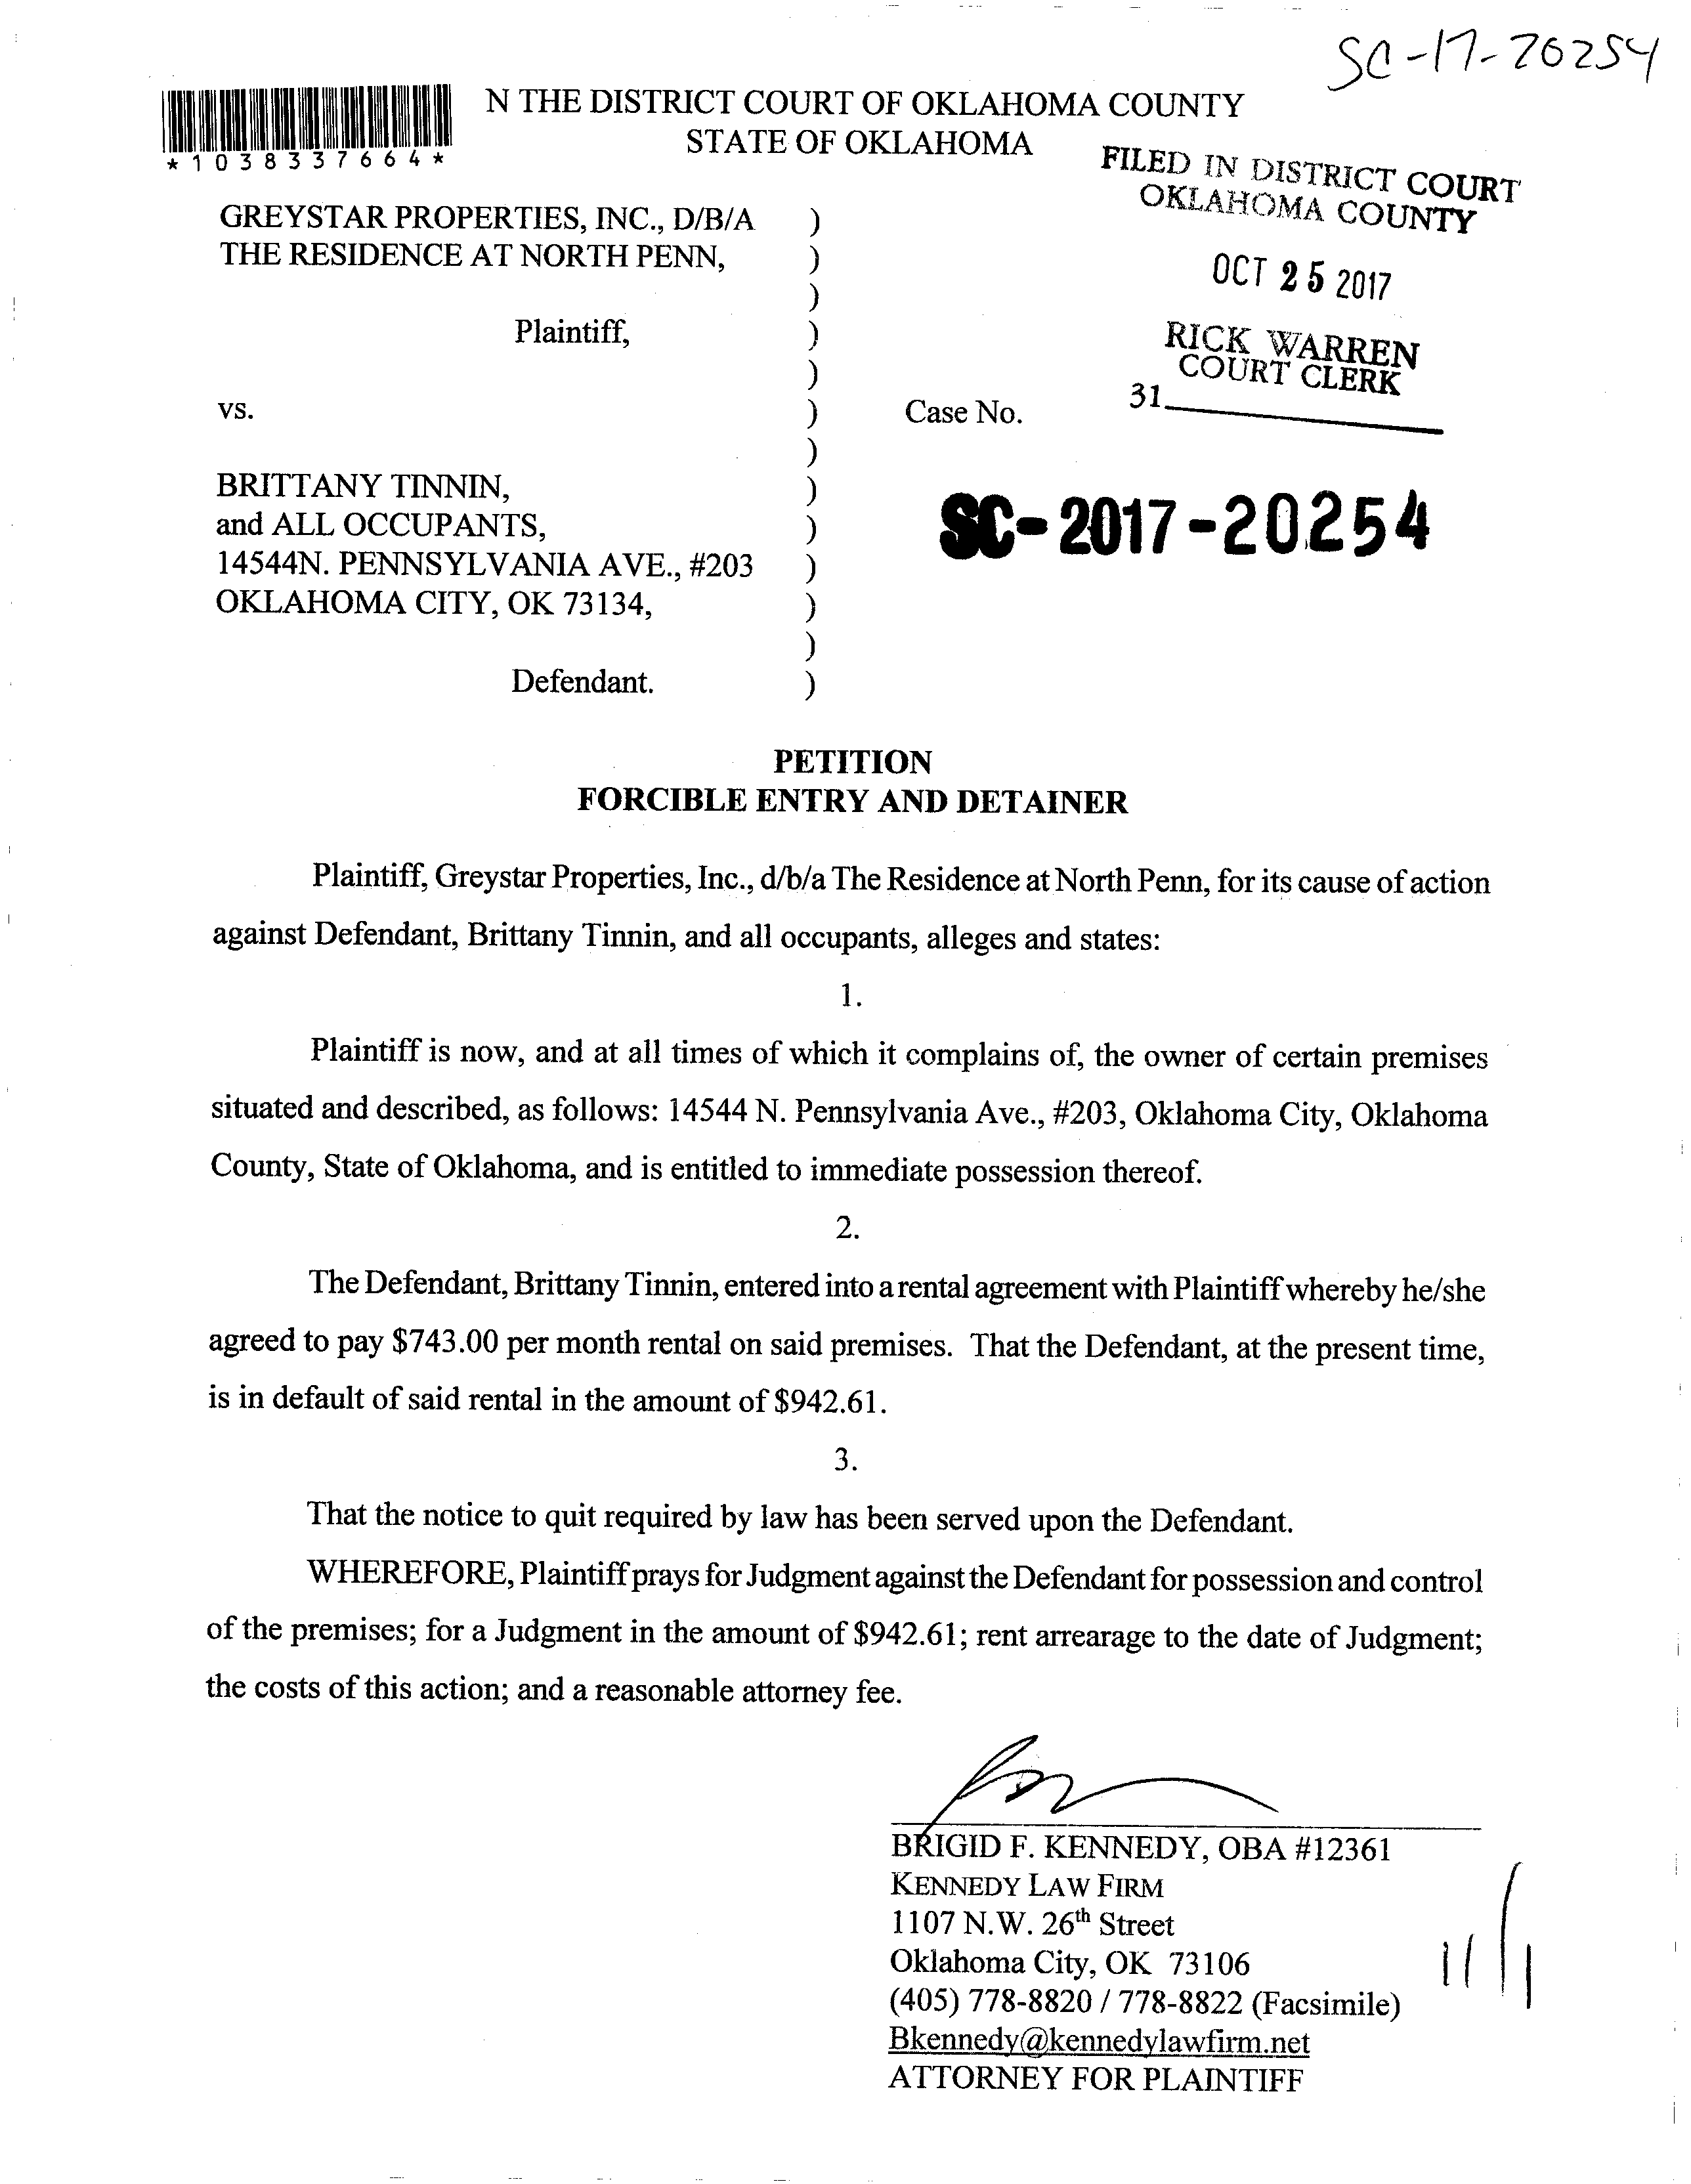 SC-17-20254
*1038337664*
N THE DISTRICT COURT OF OKLAHOMA COUNTY
STATE OF OKLAHOMA
FILED IN DISTRICT COURT
OKLAHOMA COUNTY
OCT 25 2017
RICK WARREN
COURT CLERK
31
GREYSTAR PROPERTIES, INC., D/B/A )
THE RESIDENCE AT NORTH PENN, )
)
Plaintiff, )
)
vs. ) Case No.
)
BRITTANY TINNIN, )
and ALL OCCUPANTS, )
14544N. PENNSYLVANIA AVE., #203 )
OKLAHOMA CITY, OK 73134, )
)
Defendant. )
SC-2017-20254
PETITION
FORCIBLE ENTRY AND DETAINER
Plaintiff, Greystar Properties, Inc., d/b/a The Residence at North Penn, for its cause of action
against Defendant, Brittany Tinnin, and all occupants, alleges and states:
1.
Plaintiff is now, and at all times of which it complains of, the owner of certain premises
situated and described, as follows: 14544 N. Pennsylvania Ave., #203, Oklahoma City, Oklahoma
County, State of Oklahoma, and is entitled to immediate possession thereof.
2.
The Defendant, Brittany Tinnin, entered into a rental agreement with Plaintiff whereby he/she
agreed to pay $743.00 per month rental on said premises. That the Defendant, at the present time,
is in default of said rental in the amount of $942.61.
3.
That the notice to quit required by law has been served upon the Defendant.
WHEREFORE, Plaintiff prays for Judgment against the Defendant for possession and control
of the premises; for a Judgment in the amount of $942.61; rent arrearage to the date of Judgment;
the costs of this action; and a reasonable attorney fee.
BRIGID F. KENNEDY, OBA #12361
KENNEDY LAW FIRM
1107 N.W. 26th Street
Oklahoma City, OK 73106
(405) 778-8820 / 778-8822 (Facsimile)
Bkennedy@kennedylawfirm.net
ATTORNEY FOR PLAINTIFF
11/1